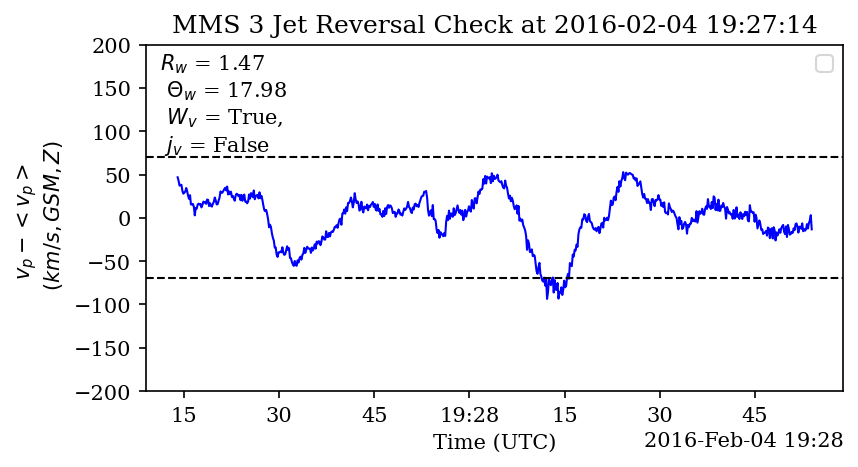 MMS 3 Jet Reversal Check at 2016-02-04 19:27:14
R_w = 1.47
Θ_w = 17.98
W_v = True,
j_v = False
v_p − < v_p >
(km/s, GSM, Z)
200
150
100
50
0
−50
−100
−150
−200
15 30 45 19:28 15 30 45
Time (UTC)
2016-Feb-04 19:28